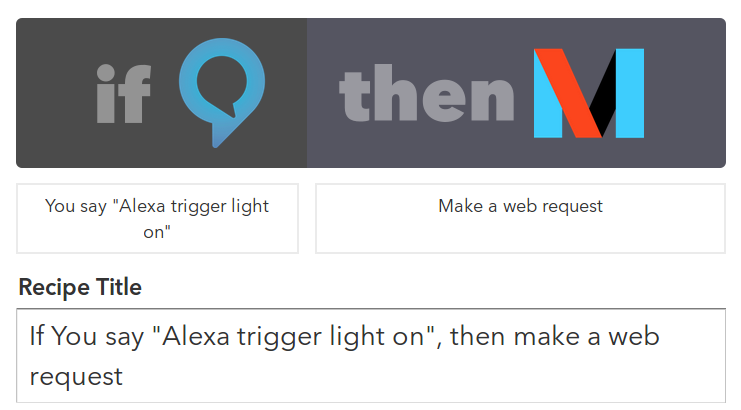 if then
You say "Alexa trigger light
on"
Make a web request
Recipe Title
If You say "Alexa trigger light on", then make a web
request